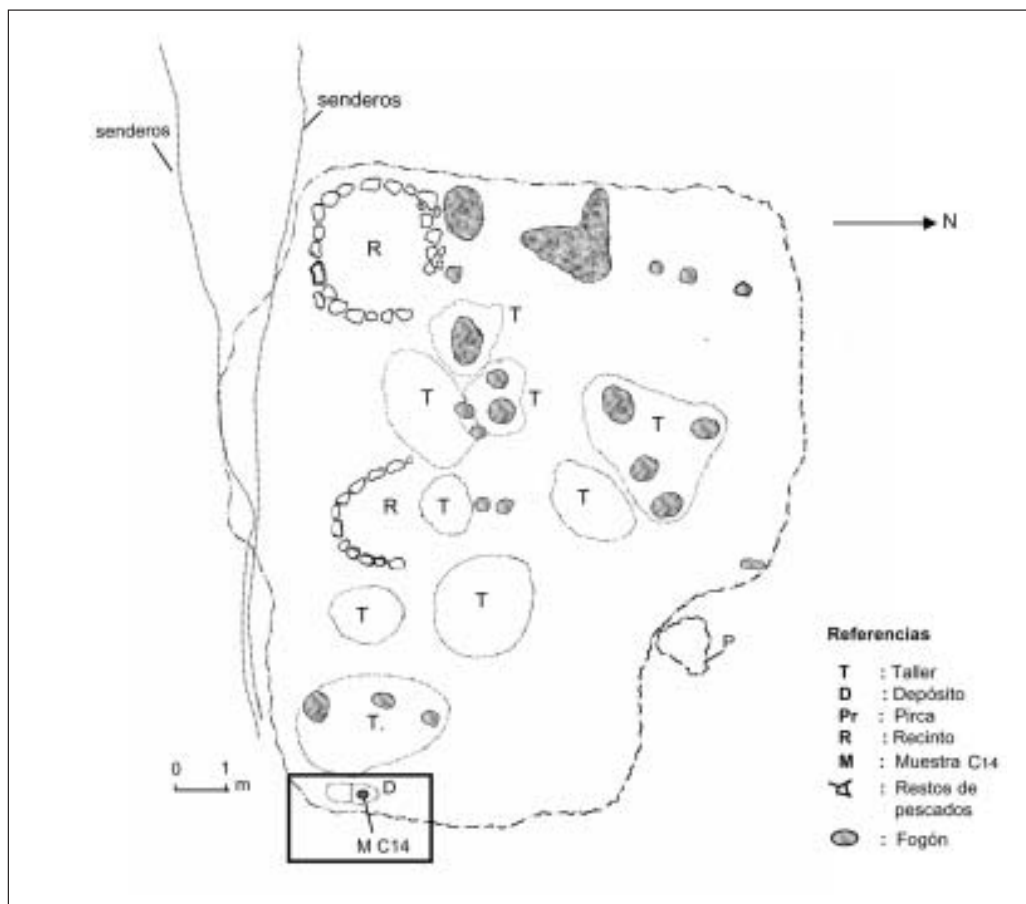 senderos
senderos
N
R
T
T
T
T
R
T
T
T
T
P
T.
0 1
m
D
M C14
Referencias
T : Taller
D : Depósito
Pr : Pirca
R : Recinto
M : Muestra C14
: Restos de
pescados
: Fogón